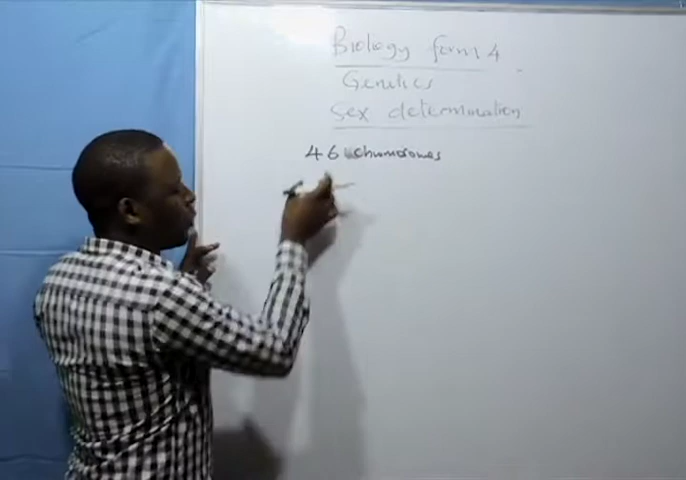 Biology form 4
Genetics
Sex determination
46 chromosomes